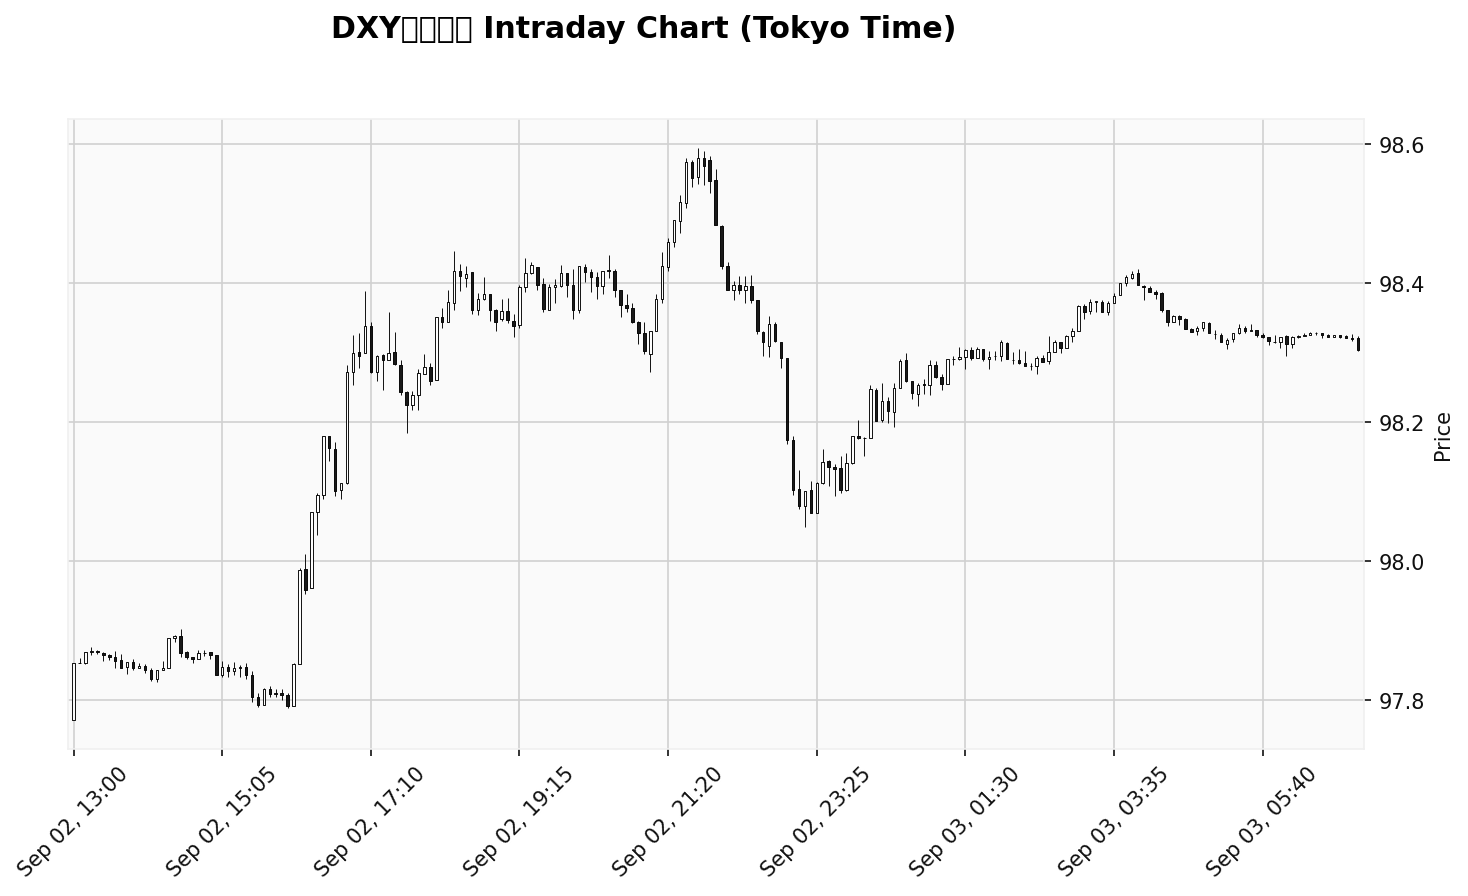 DXY▯▯▯▯ Intraday Chart (Tokyo Time)
98.6
98.4
98.2
98.0
97.8
Price
Sep 02, 13:00
Sep 02, 15:05
Sep 02, 17:10
Sep 02, 19:15
Sep 02, 21:20
Sep 02, 23:25
Sep 03, 01:30
Sep 03, 03:35
Sep 03, 05:40